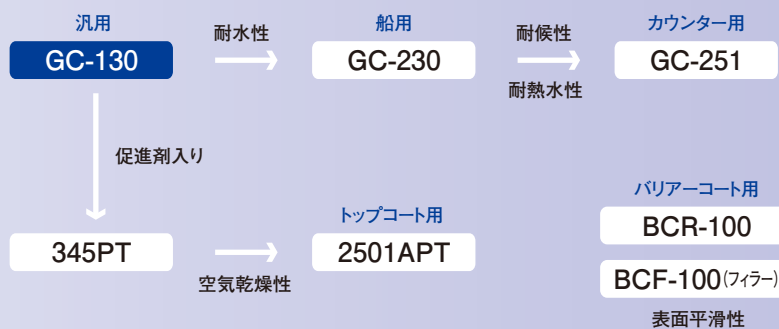 汎用
GC-130
耐水性
船用
GC-230
耐候性
耐熱水性
カウンター用
GC-251
促進剤入り
345PT
空気乾燥性
トップコート用
2501APT
バリアーコート用
BCR-100
BCF-100(フィラー)
表面平滑性